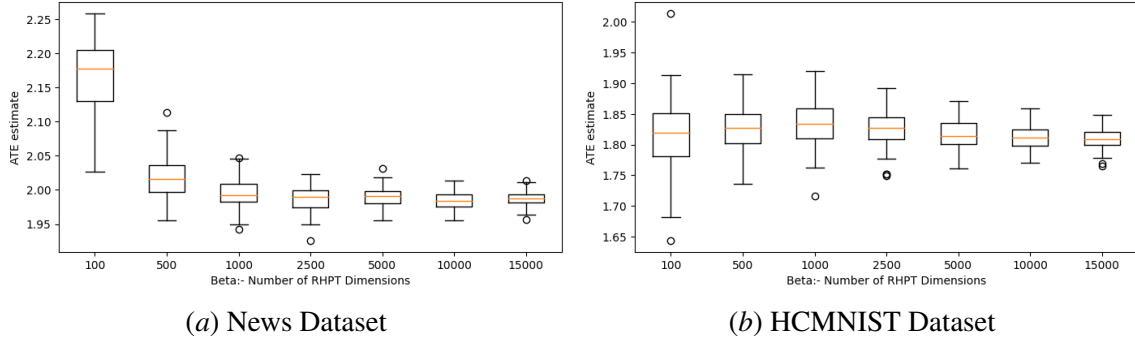 2.25
2.20
2.15
2.10
2.05
2.00
1.95
ATE estimate
100 500 1000 2500 5000 10000 15000
Beta:- Number of RHPT Dimensions
(a) News Dataset
2.00
1.95
1.90
1.85
1.80
1.75
1.70
1.65
ATE estimate
100 500 1000 2500 5000 10000 15000
Beta:- Number of RHPT Dimensions
(b) HCMNIST Dataset